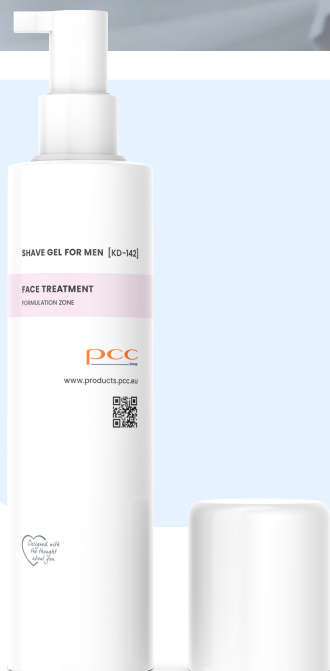 SHAVE GEL FOR MEN [KD-142]
FACE TREATMENT
FORMULATION ZONE
pcc
www.products.pcc.eu
Designed with
the thought
about you